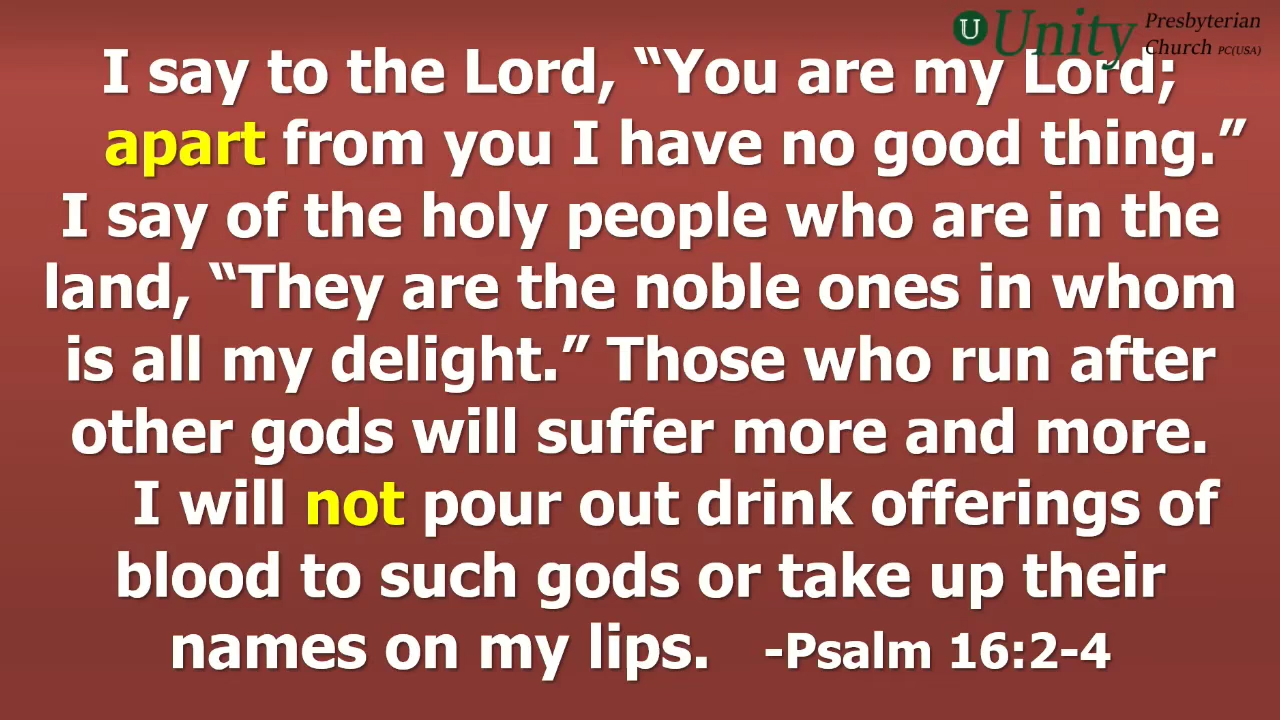 U Unity Presbyterian
Church PC(USA)
I say to the Lord, “You are my Lord;
apart from you I have no good thing.”
I say of the holy people who are in the
land, “They are the noble ones in whom
is all my delight.” Those who run after
other gods will suffer more and more.
I will not pour out drink offerings of
blood to such gods or take up their
names on my lips. -Psalm 16:2-4